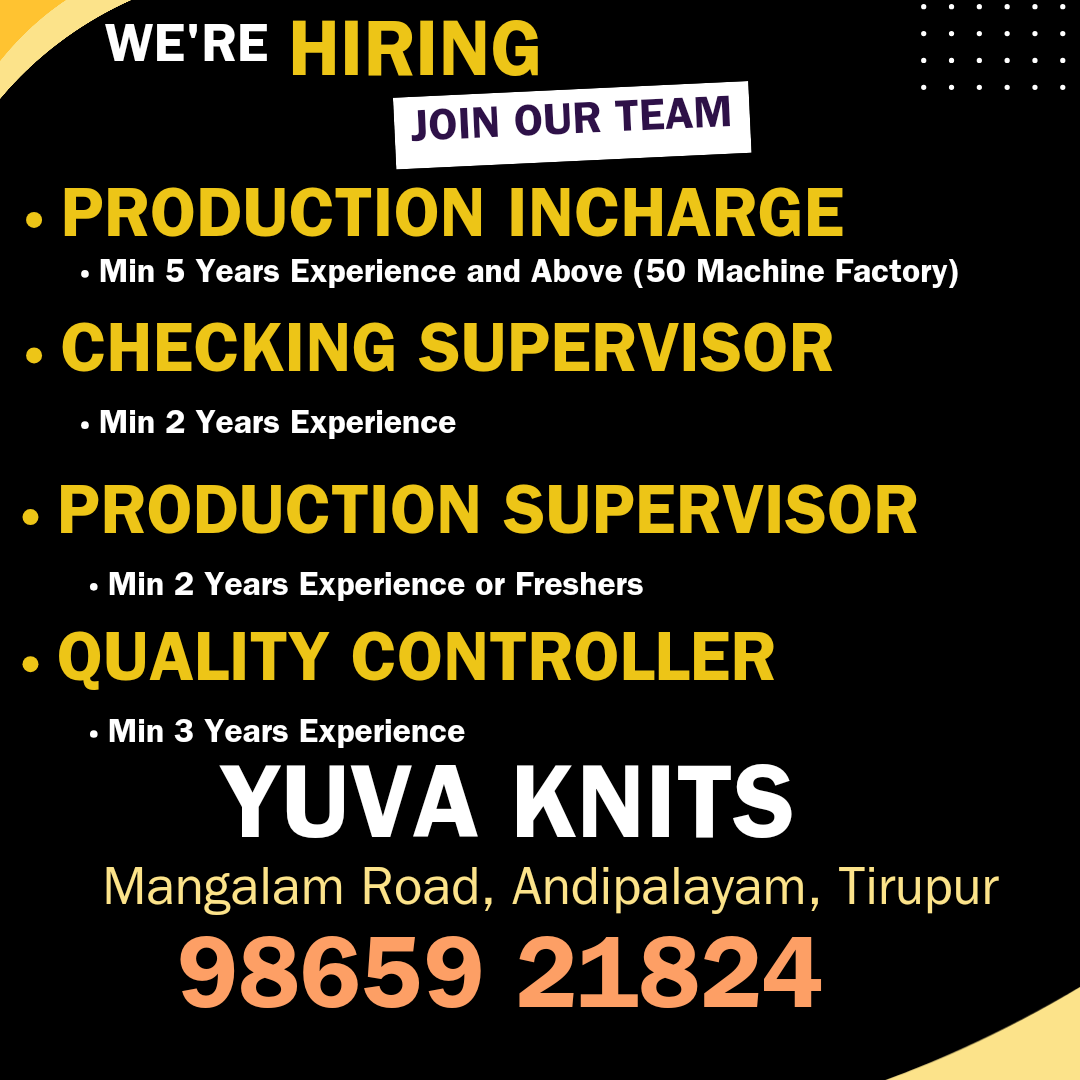 WE'RE HIRING
JOIN OUR TEAM
• PRODUCTION INCHARGE
• Min 5 Years Experience and Above (50 Machine Factory)
• CHECKING SUPERVISOR
• Min 2 Years Experience
• PRODUCTION SUPERVISOR
• Min 2 Years Experience or Freshers
• QUALITY CONTROLLER
• Min 3 Years Experience
YUVA KNITS
Mangalam Road, Andipalayam, Tirupur
98659 21824